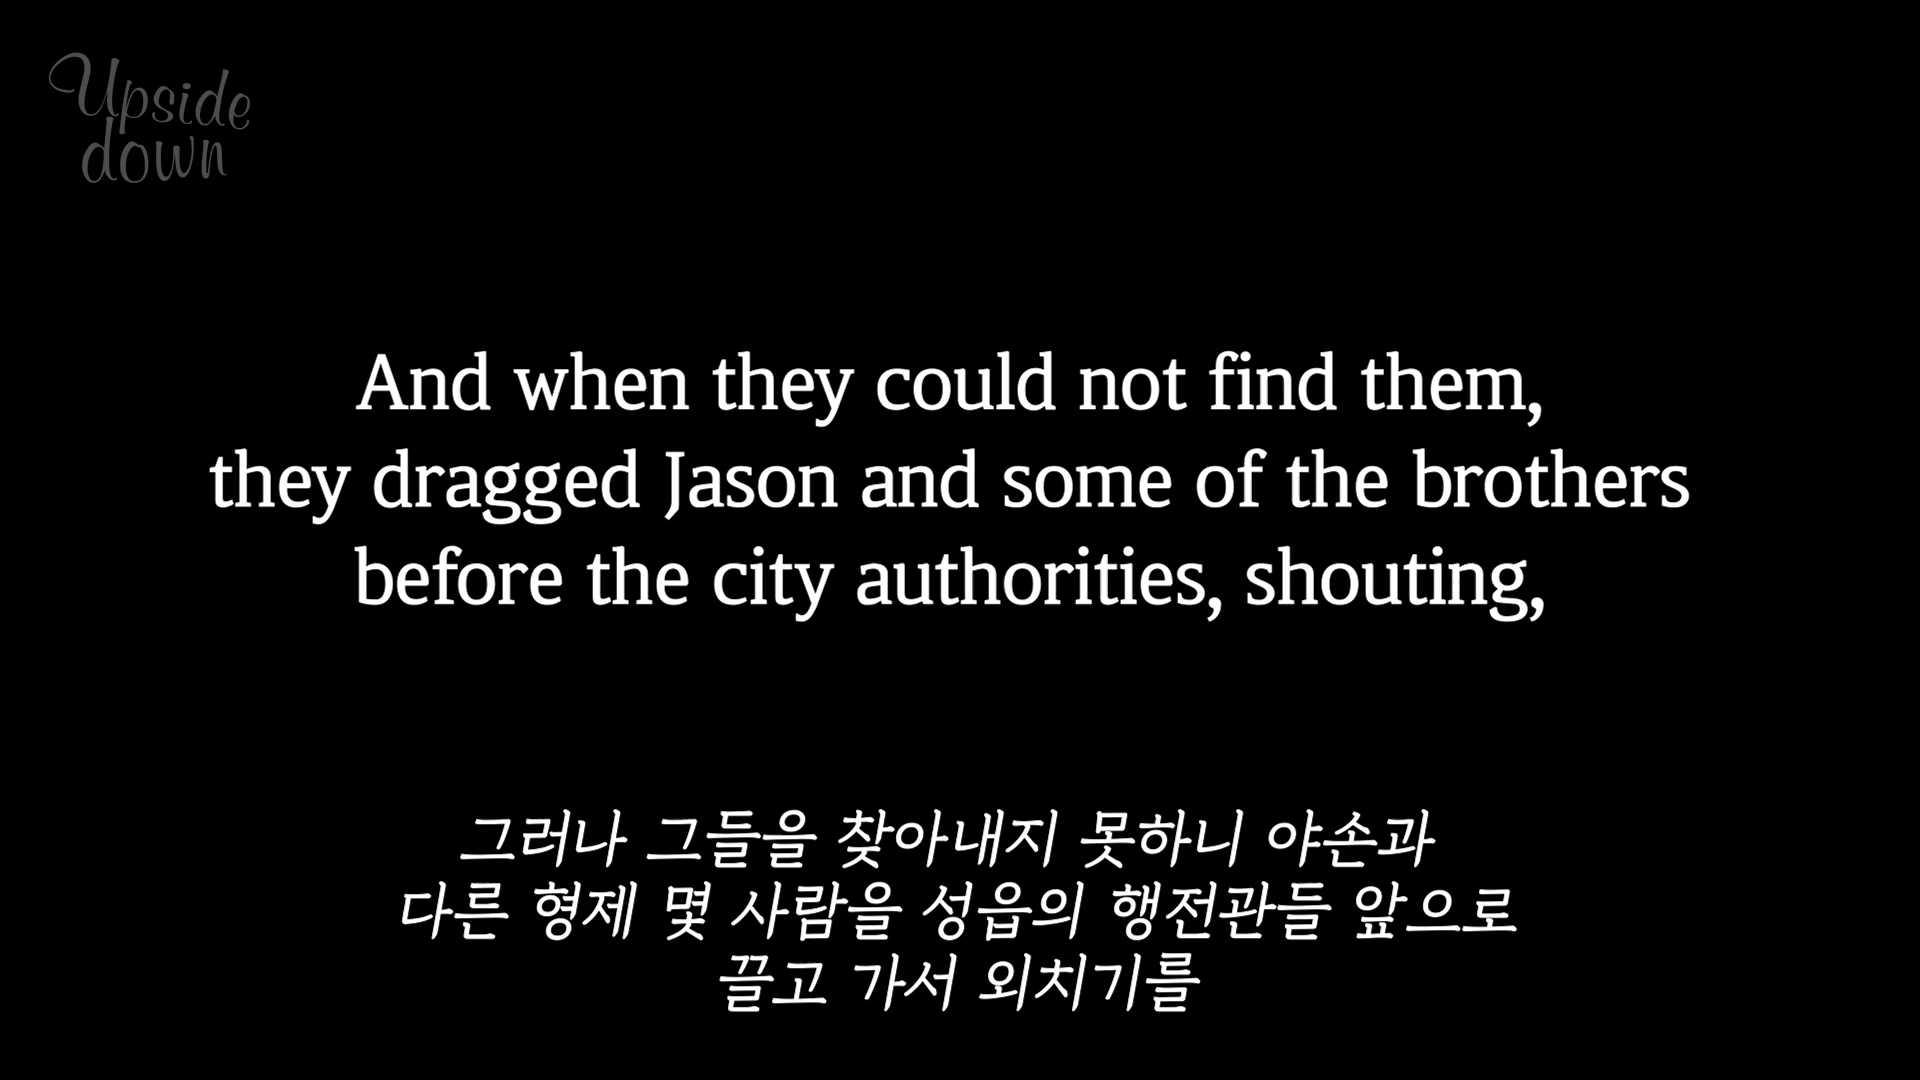 Upside
down
And when they could not find them,
they dragged Jason and some of the brothers
before the city authorities, shouting,
그러나 그들을 찾아내지 못하니 야손과
다른 형제 몇 사람을 성읍의 행전관들 앞으로
끌고 가서 외치기를